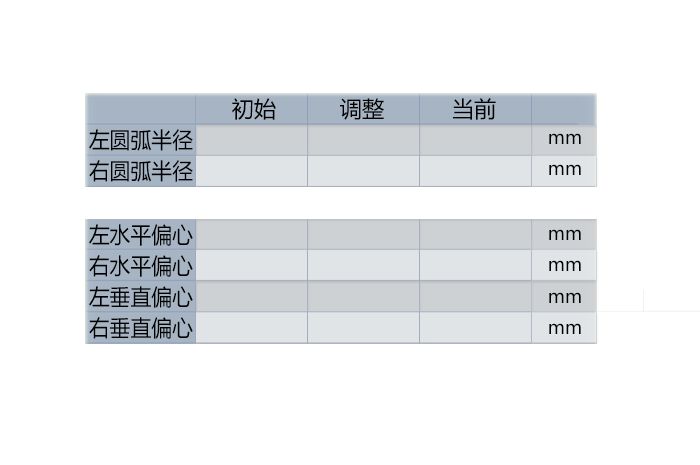 初始 调整 当前
左圆弧半径 mm
右圆弧半径 mm
左水平偏心 mm
右水平偏心 mm
左垂直偏心 mm
右垂直偏心 mm